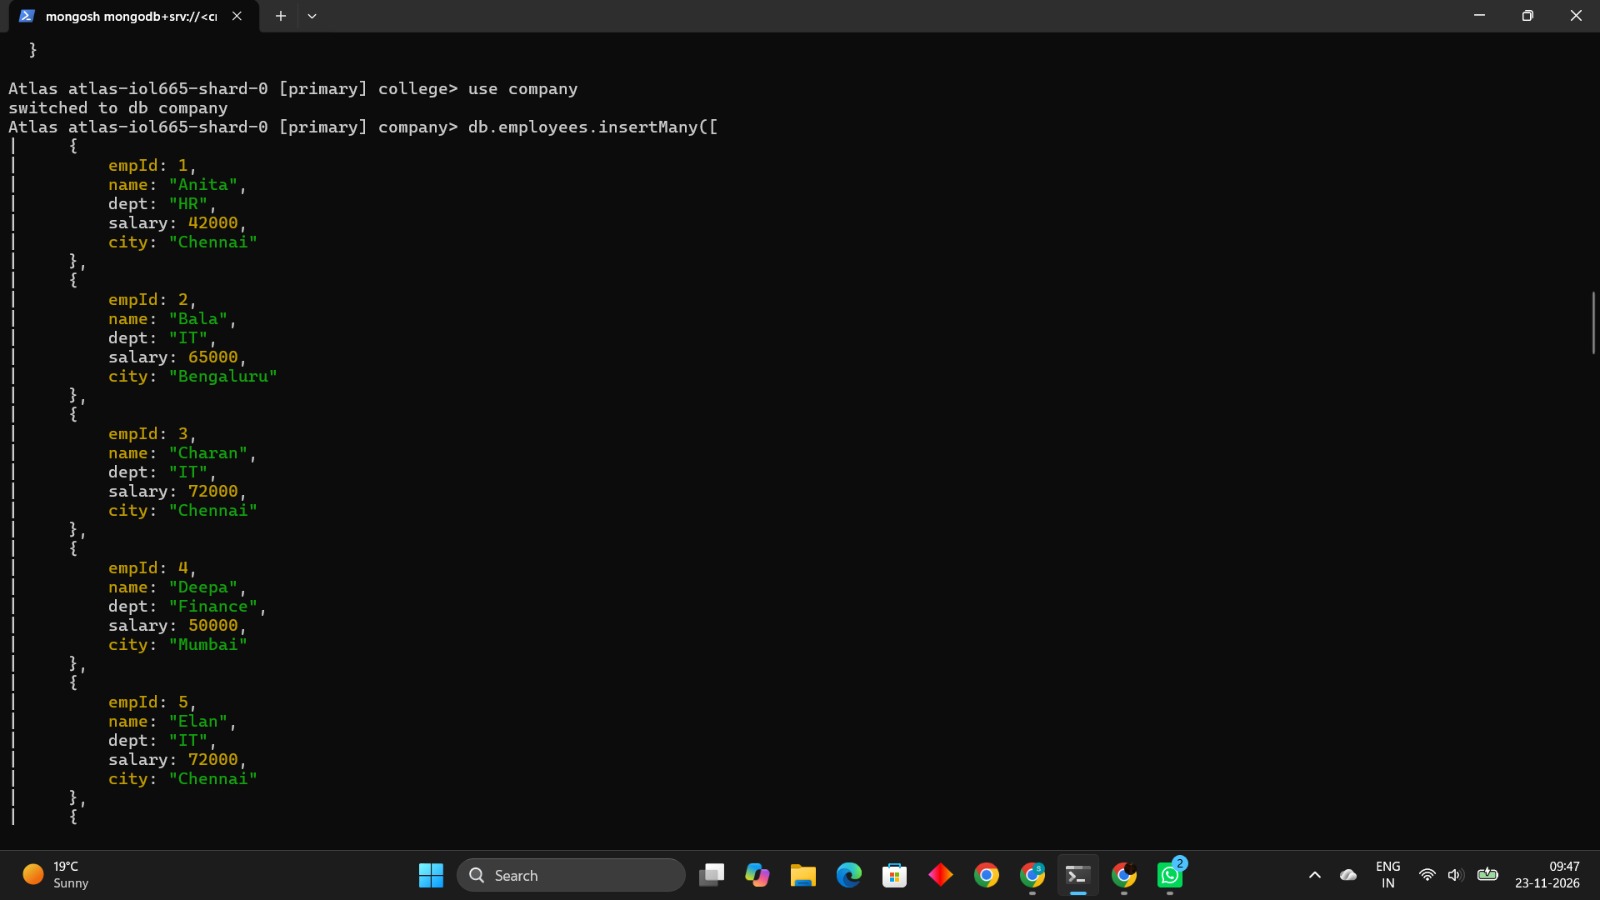 mongosh mongodb+srv://<cr
}
Atlas atlas-iol665-shard-0 [primary] college> use company
switched to db company
Atlas atlas-iol665-shard-0 [primary] company> db.employees.insertMany([
| {
| empId: 1,
| name: "Anita",
| dept: "HR",
| salary: 42000,
| city: "Chennai"
| },
| {
| empId: 2,
| name: "Bala",
| dept: "IT",
| salary: 65000,
| city: "Bengaluru"
| },
| {
| empId: 3,
| name: "Charan",
| dept: "IT",
| salary: 72000,
| city: "Chennai"
| },
| {
| empId: 4,
| name: "Deepa",
| dept: "Finance",
| salary: 50000,
| city: "Mumbai"
| },
| {
| empId: 5,
| name: "Elan",
| dept: "IT",
| salary: 72000,
| city: "Chennai"
| },
| {
19°C
Sunny
Search
2
ENG
IN
09:47
23-11-2026